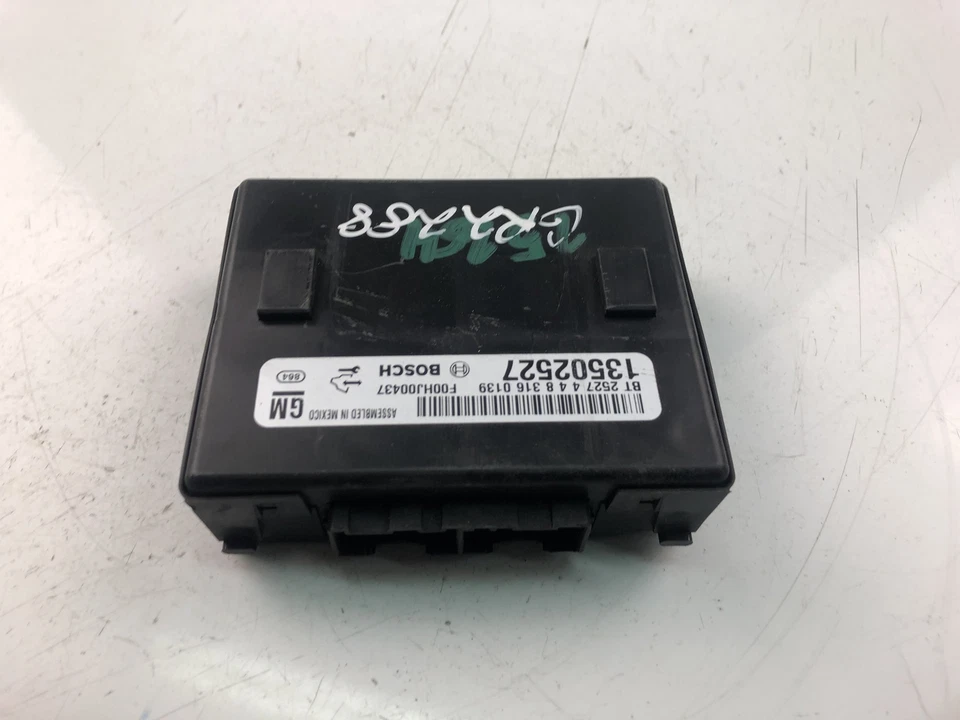 GM
ASSEMBLED IN MEXICO
BT 2527 4 4 8 316 0139
864
BOSCH
F00HJ00437
13502527